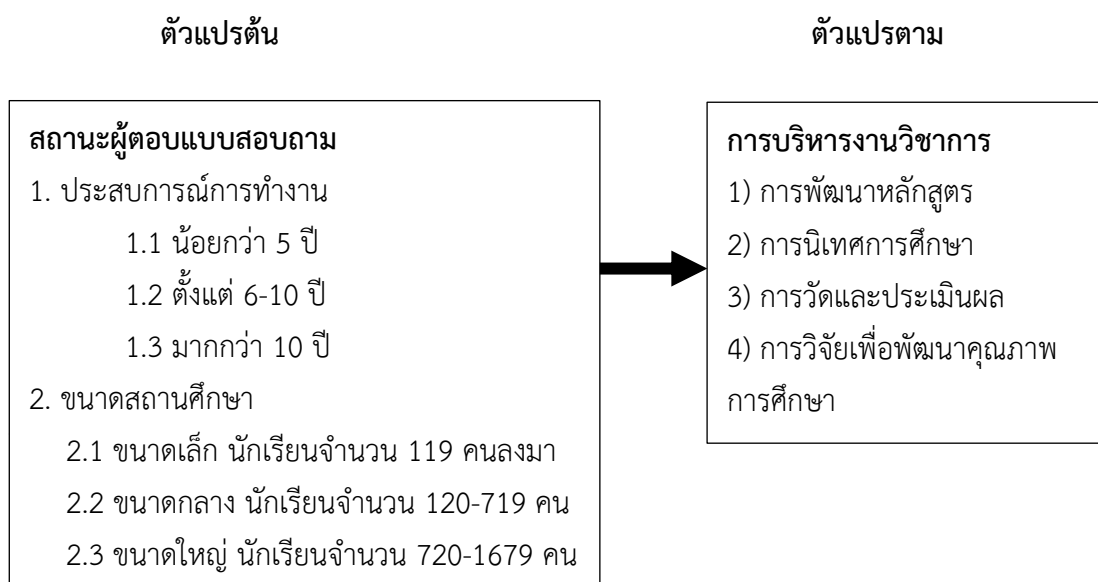 ตัวแปรต้น
ตัวแปรตาม
สถานะผู้ตอบแบบสอบถาม
1. ประสบการณ์การทำงาน
1.1 น้อยกว่า 5 ปี
1.2 ตั้งแต่ 6-10 ปี
1.3 มากกว่า 10 ปี
2. ขนาดสถานศึกษา
2.1 ขนาดเล็ก นักเรียนจำนวน 119 คนลงมา
2.2 ขนาดกลาง นักเรียนจำนวน 120-719 คน
2.3 ขนาดใหญ่ นักเรียนจำนวน 720-1679 คน
การบริหารงานวิชาการ
1) การพัฒนาหลักสูตร
2) การนิเทศการศึกษา
3) การวัดและประเมินผล
4) การวิจัยเพื่อพัฒนาคุณภาพ
การศึกษา